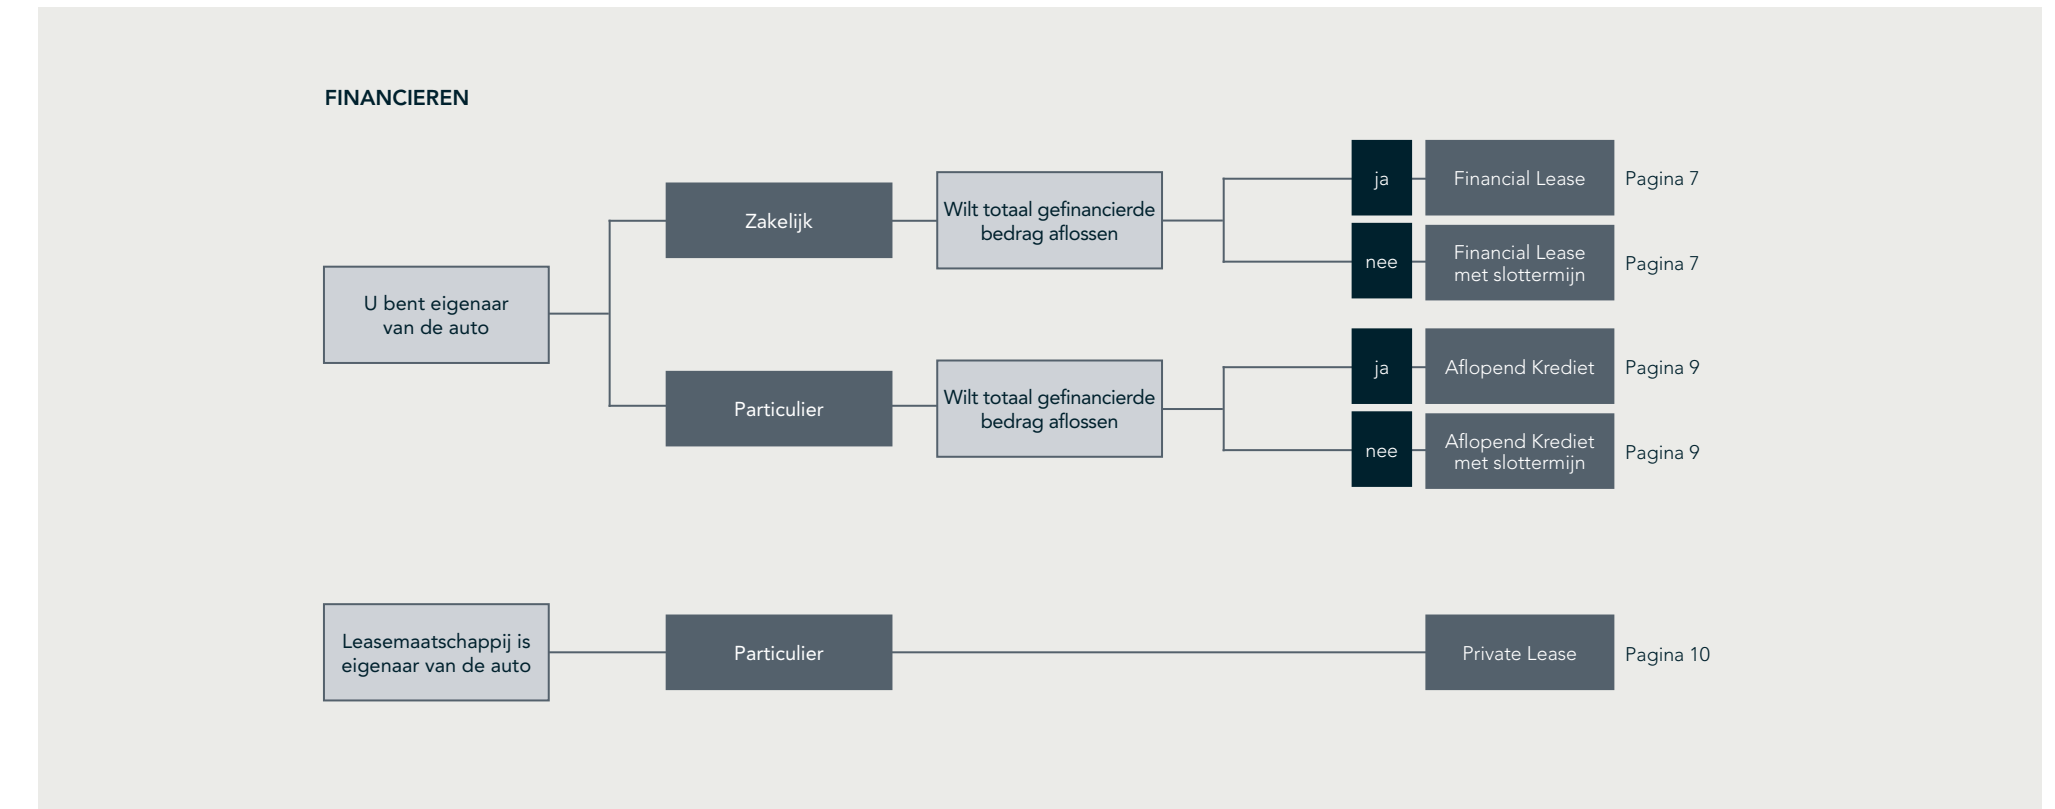 FINANCIEREN
U bent eigenaar
van de auto
Zakelijk
Wilt totaal gefinancierde
bedrag aflossen
ja
Financial Lease
Pagina 7
nee
Financial Lease
met slottermijn
Pagina 7
Particulier
Wilt totaal gefinancierde
bedrag aflossen
ja
Aflopend Krediet
Pagina 9
nee
Aflopend Krediet
met slottermijn
Pagina 9
Leasemaatschappij is
eigenaar van de auto
Particulier
Private Lease
Pagina 10